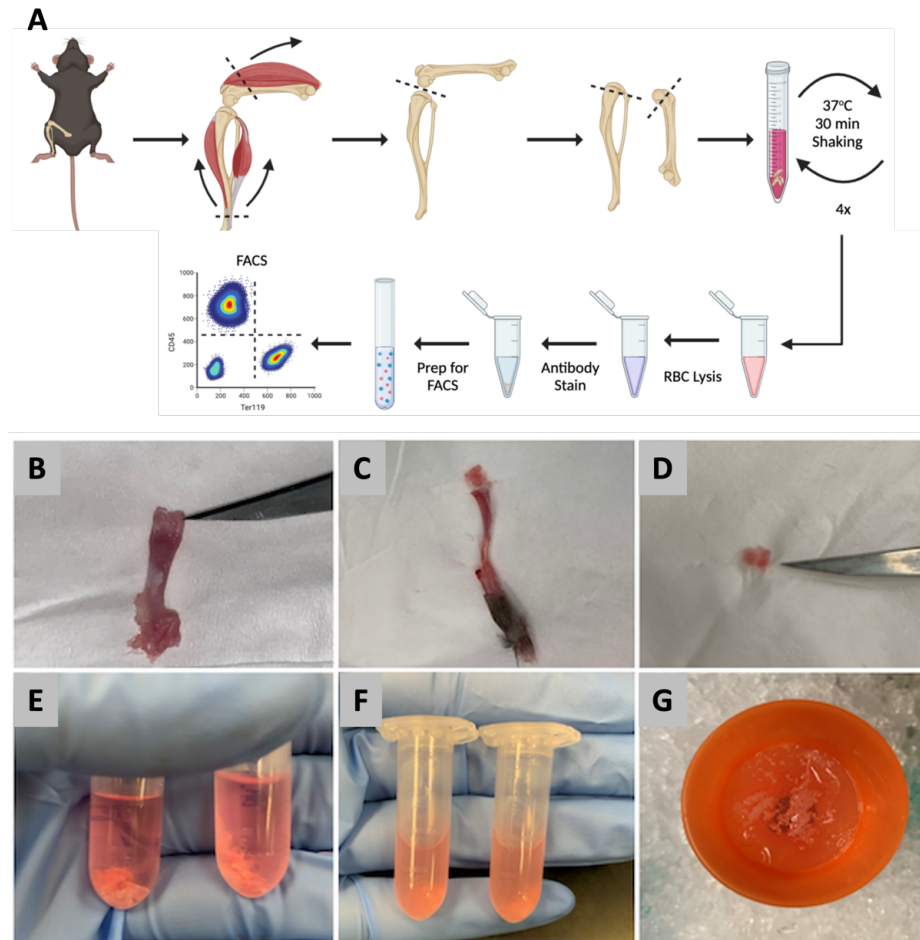 A
37°C
30 min
Shaking
4x
FACS
1000
800
600
400
200
0
CD45
0 200 400 600 800 1000
Ter119
Prep for
FACS
Antibody
Stain
RBC Lysis
B
C
D
E
F
G